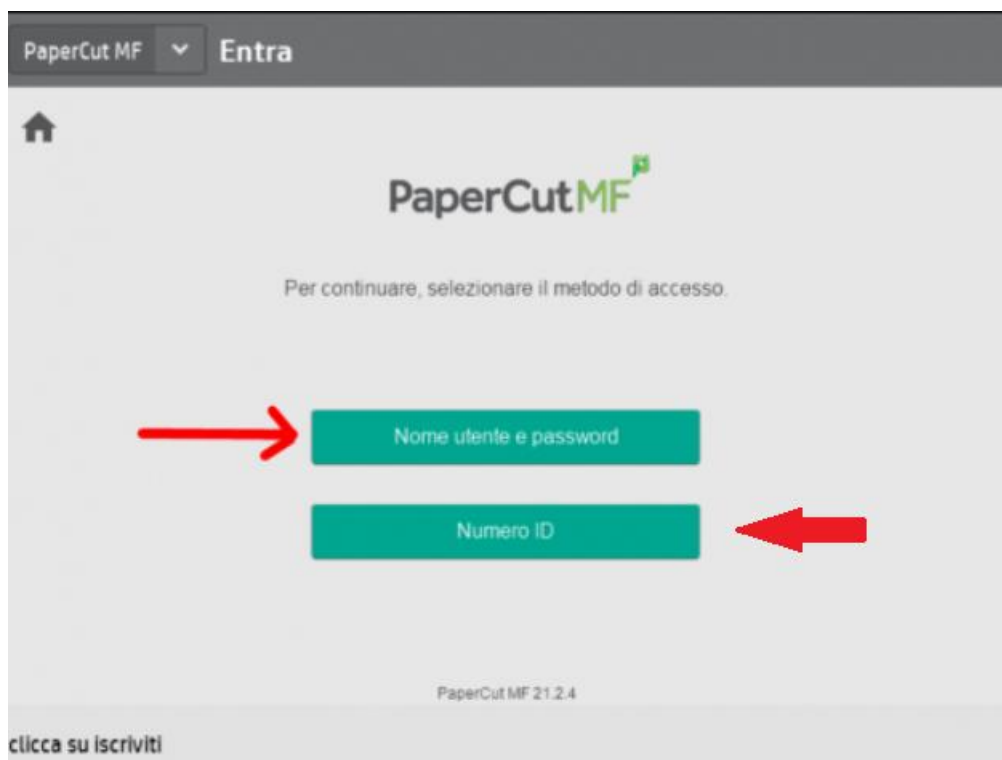 PaperCut MF Entra
PaperCutMF
Per continuare, selezionare il metodo di accesso.
Nome utente e password
Numero ID
PaperCut MF 21.2.4
clicca su iscriviti